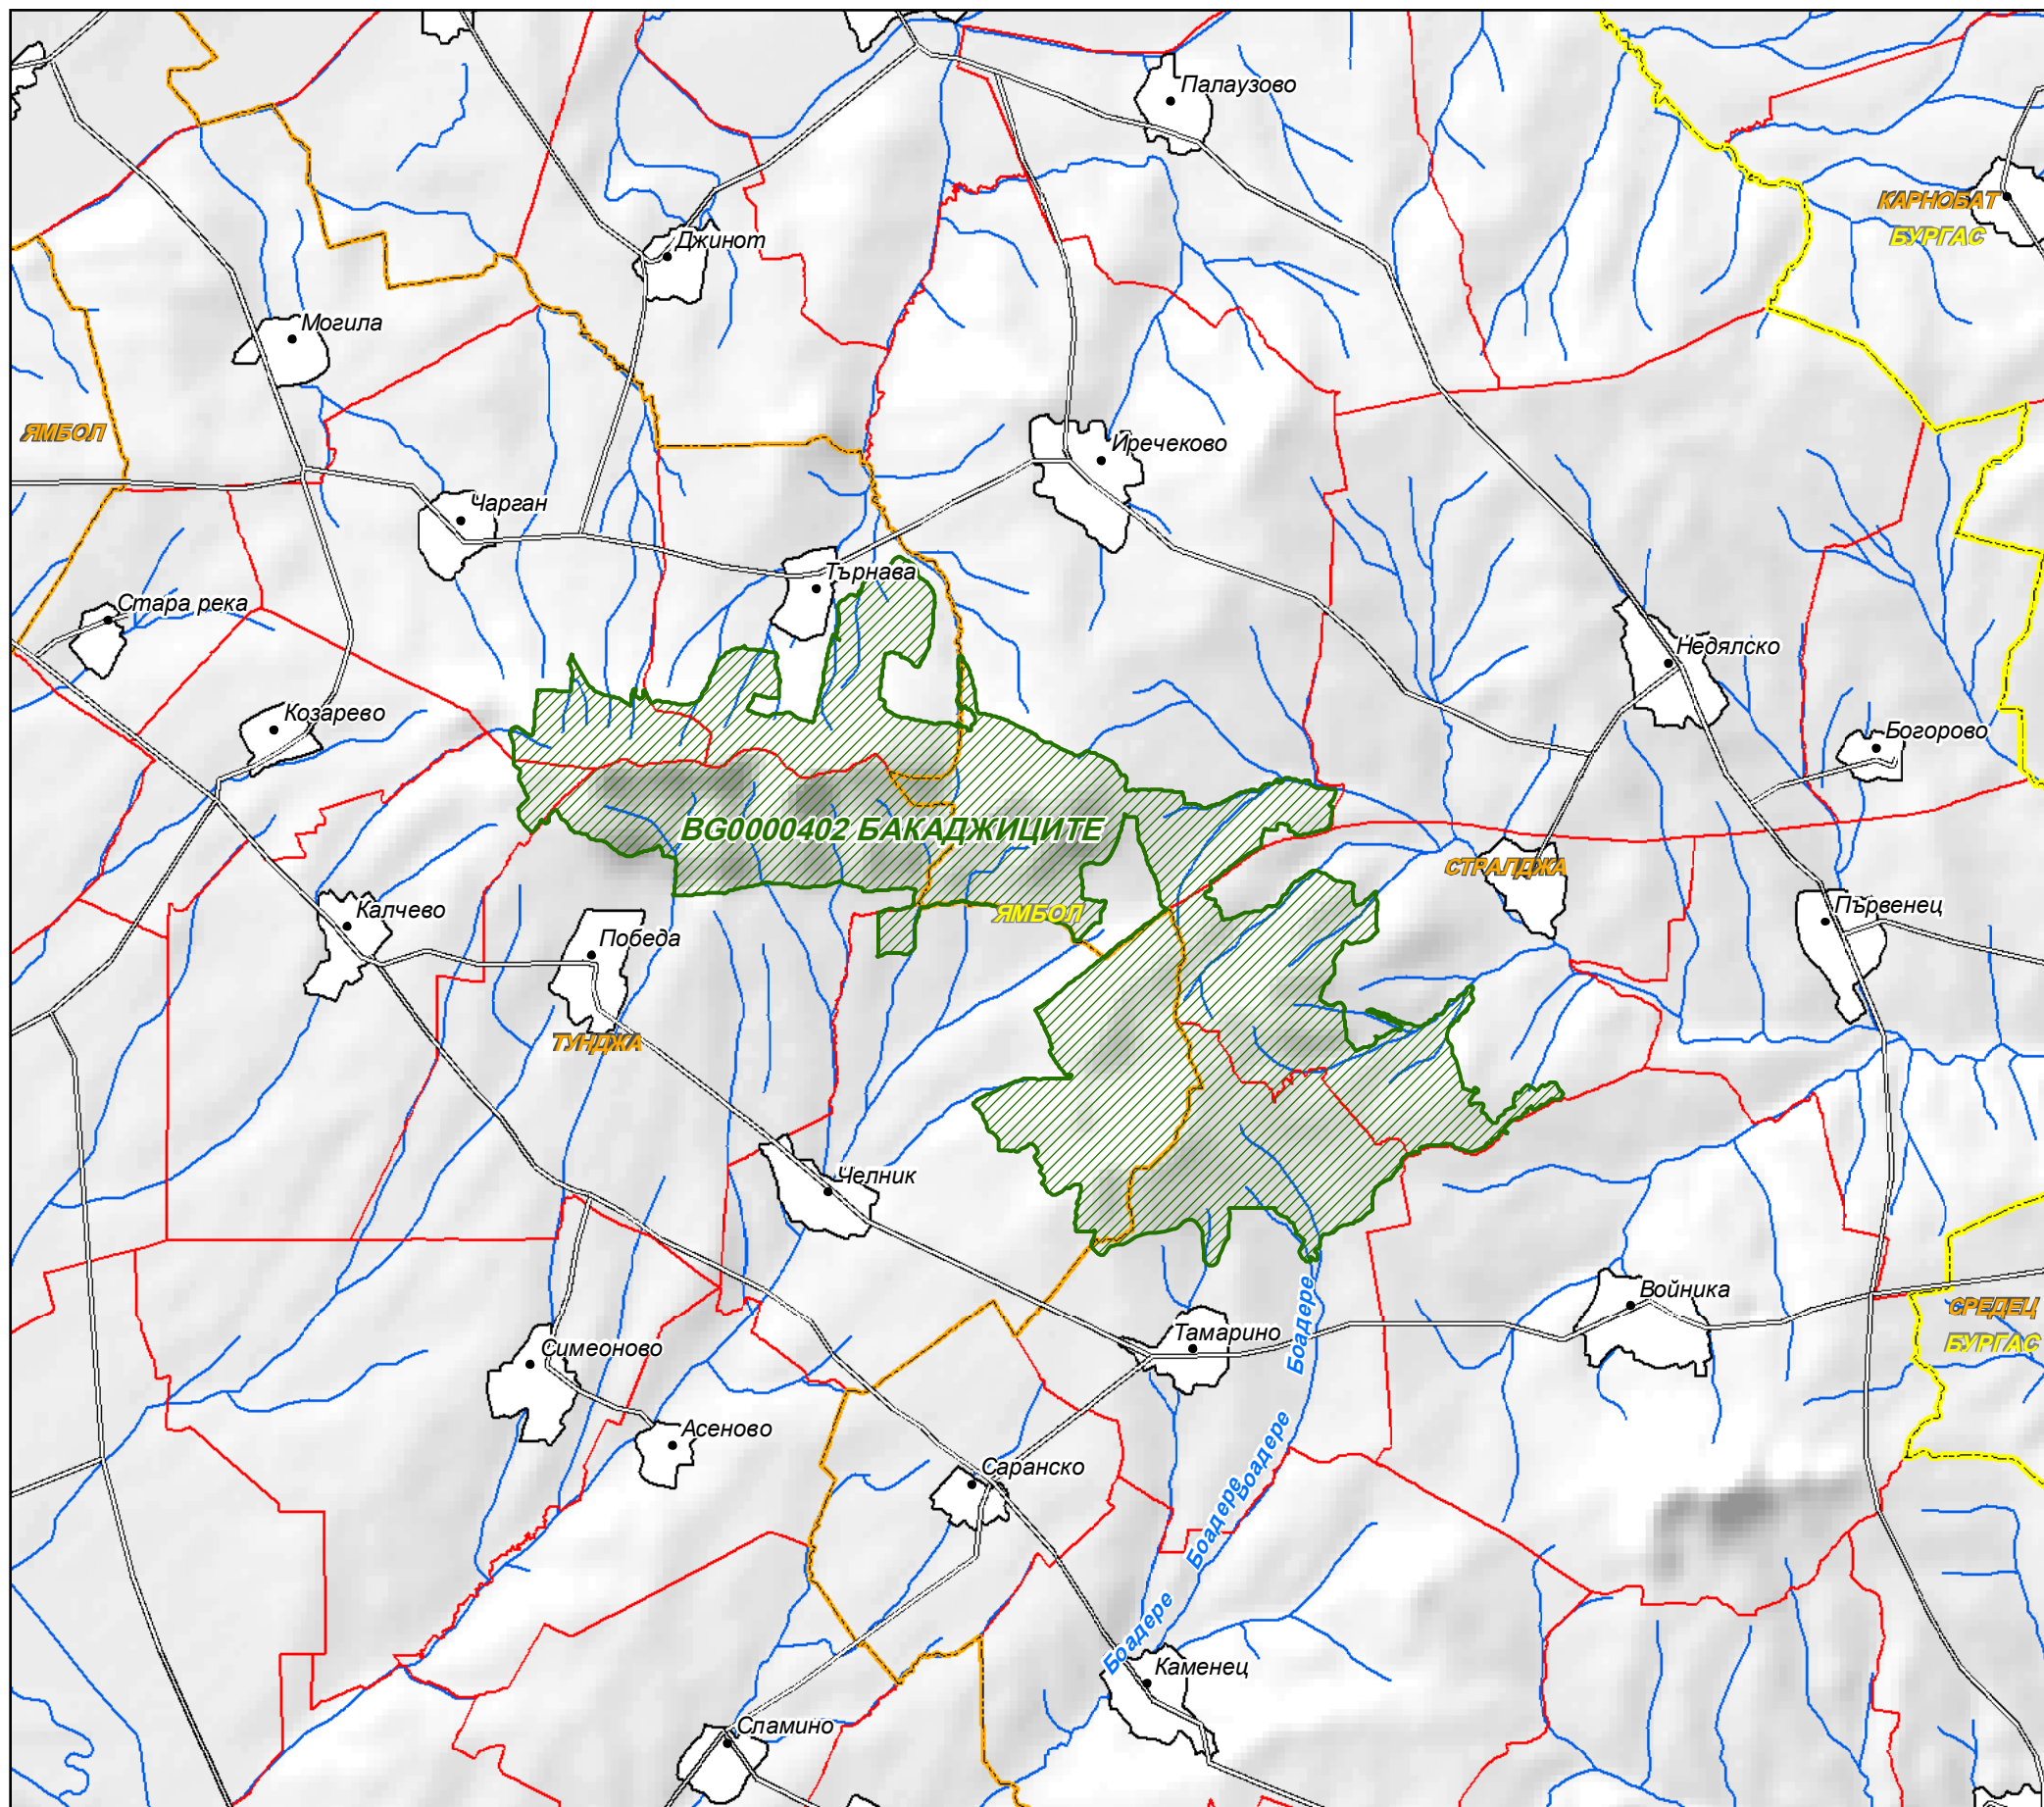 Палаузово
КАРНОБАТ
БУРГАС
Джинот
Могила
ЯМБОЛ
Иречеково
Чарган
Търнава
Стара река
Недялско
Козарево
Богорово
BG0000402 БАКАДЖИЦИТЕ
СТРАЛДЖА
Калчево
ЯМБОЛ
Първенец
Победа
ТУНДЖА
Челник
Войника
СРЕДЕЦ
БУРГАС
Тамарино
Боадере
Симеоново
Асеново
Боадере
Саранско
Боадере
Боадере
Каменец
Сламино